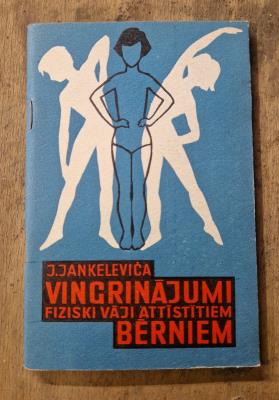 J.JANKELEVIČA
VINGRINĀJUMI
FIZISKI VĀJI ATTĪSTĪTIEM
BĒRNIEM